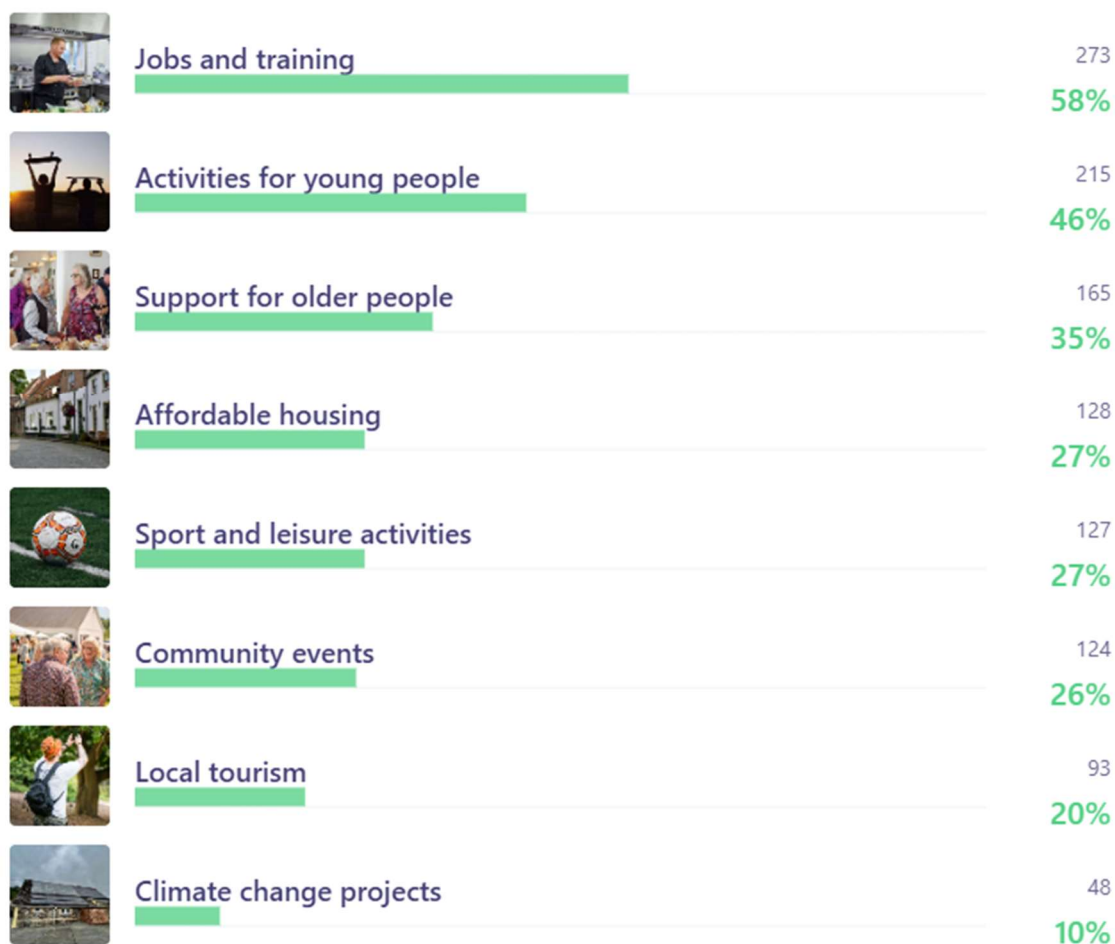 Jobs and training
273
58%
Activities for young people
215
46%
Support for older people
165
35%
Affordable housing
128
27%
Sport and leisure activities
127
27%
Community events
124
26%
Local tourism
93
20%
Climate change projects
48
10%